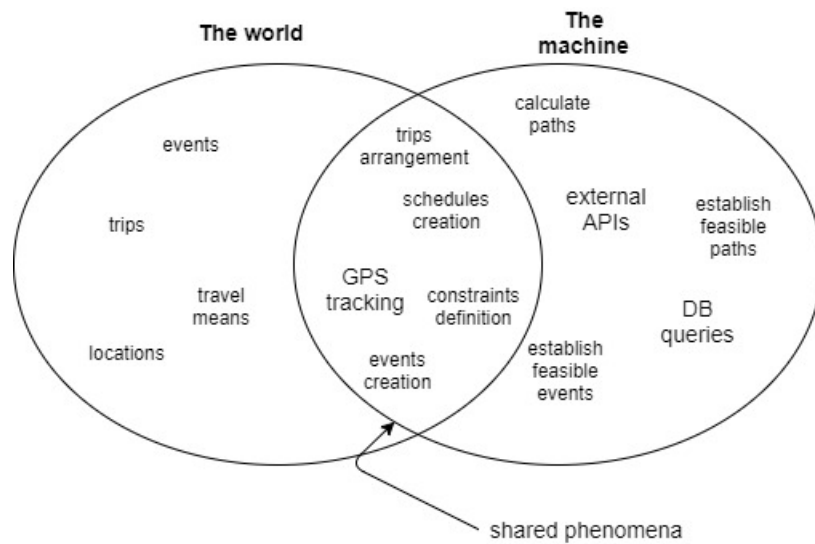 The world
The
machine
events
trips
travel
means
locations
trips
arrangement
schedules
creation
GPS
tracking
constraints
definition
events
creation
calculate
paths
external
APIs
establish
feasible
paths
DB
queries
establish
feasible
events
shared phenomena